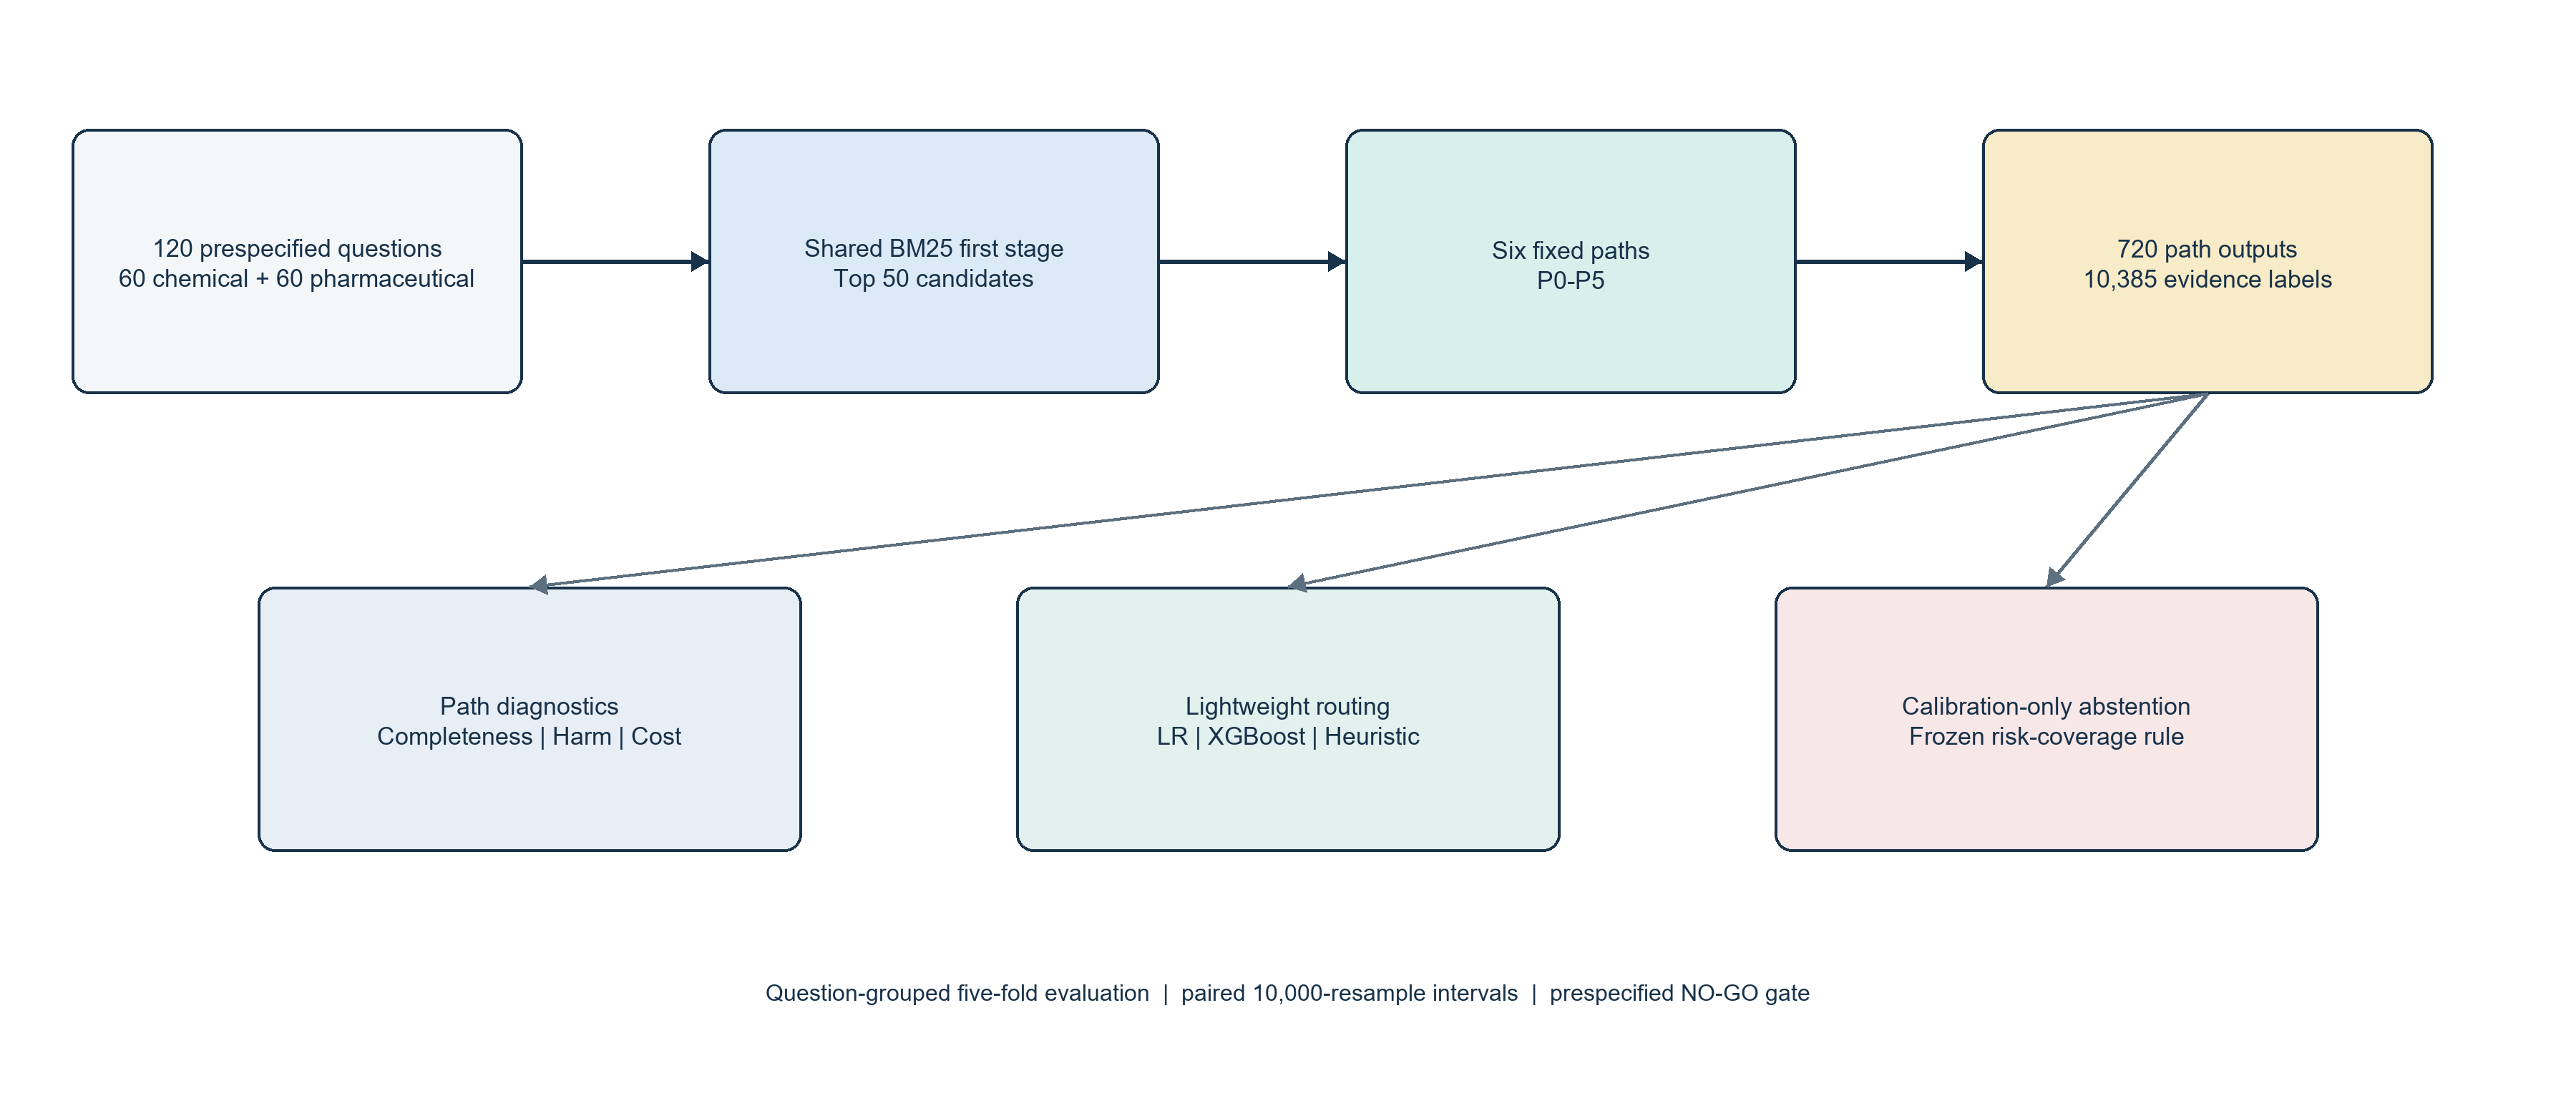 120 prespecified questions
60 chemical + 60 pharmaceutical
Shared BM25 first stage
Top 50 candidates
Six fixed paths
P0-P5
720 path outputs
10,385 evidence labels
Path diagnostics
Completeness | Harm | Cost
Lightweight routing
LR | XGBoost | Heuristic
Calibration-only abstention
Frozen risk-coverage rule
Question-grouped five-fold evaluation | paired 10,000-resample intervals | prespecified NO-GO gate